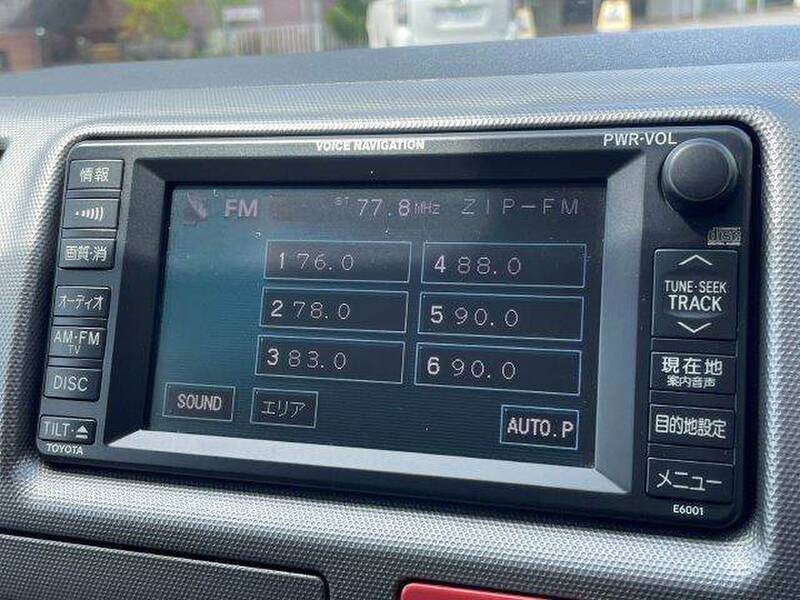 VOICE NAVIGATION
PWR·VOL
情報
画質·消
オーディオ
AM·FM
TV
DISC
TILT·
TOYOTA
FM ST 77.8MHz ZIP-FM
1 76.0
4 88.0
2 78.0
5 90.0
3 83.0
6 90.0
SOUND
エリア
AUTO.P
disc
DIGITAL AUDIO
TUNE·SEEK
TRACK
現在地
案内音声
目的地設定
メニュー
E6001